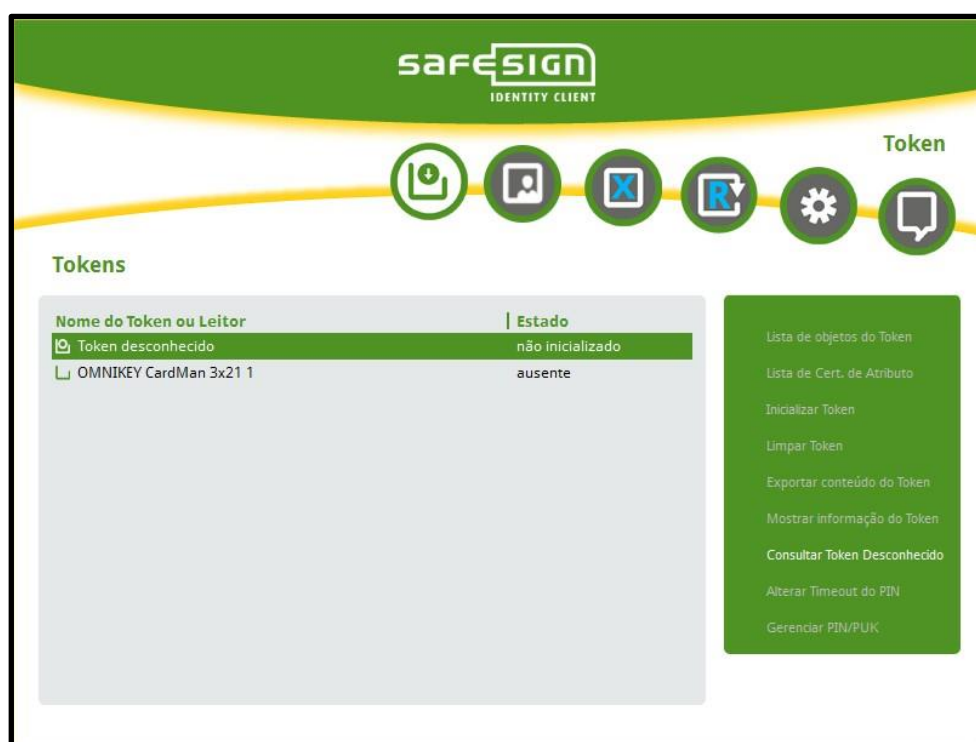 safesign
IDENTITY CLIENT
Token
X
R
Tokens
Nome do Token ou Leitor | Estado
Token desconhecido não inicializado
OMNIKEY CardMan 3x21 1 ausente
Lista de objetos do Token
Lista de Cert. de Atributo
Inicializar Token
Limpar Token
Exportar conteúdo do Token
Mostrar informação do Token
Consultar Token Desconhecido
Alterar Timeout do PIN
Gerenciar PIN/PUK